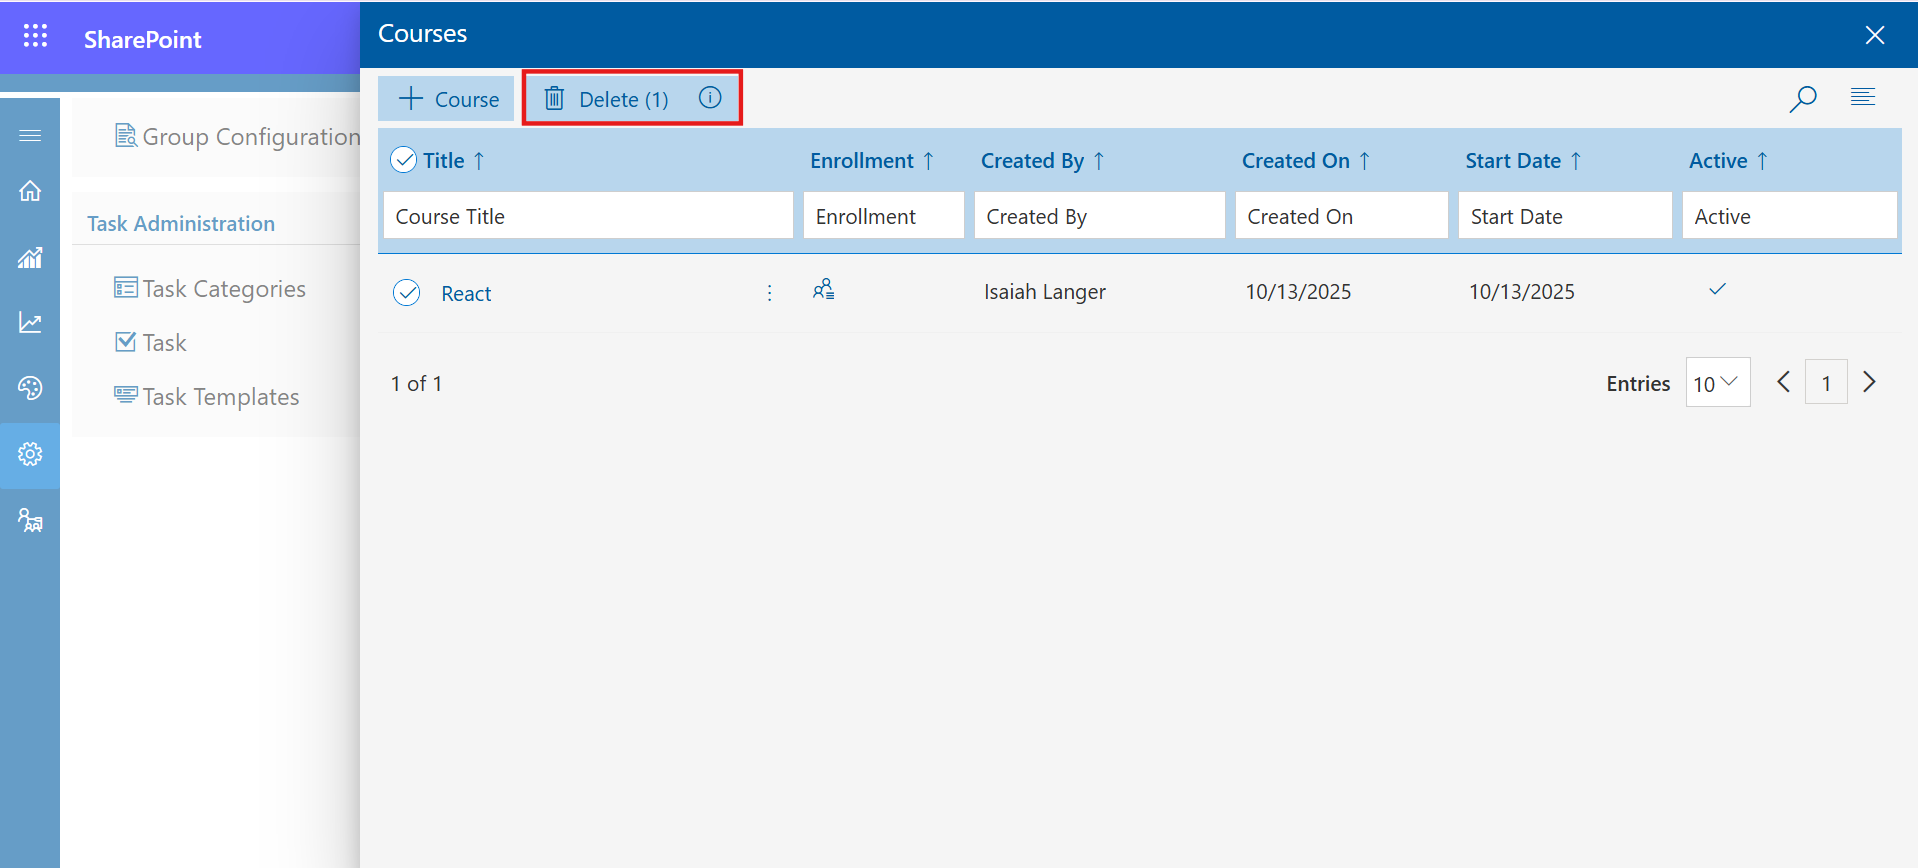 SharePoint
Courses
Course
Delete (1)
Group Configuration
Task Administration
Task Categories
Task
Task Templates
Title Enrollment Created By Created On Start Date Active
Course Title Enrollment Created By Created On Start Date Active
React Isaiah Langer 10/13/2025 10/13/2025
1 of 1 Entries 10 1